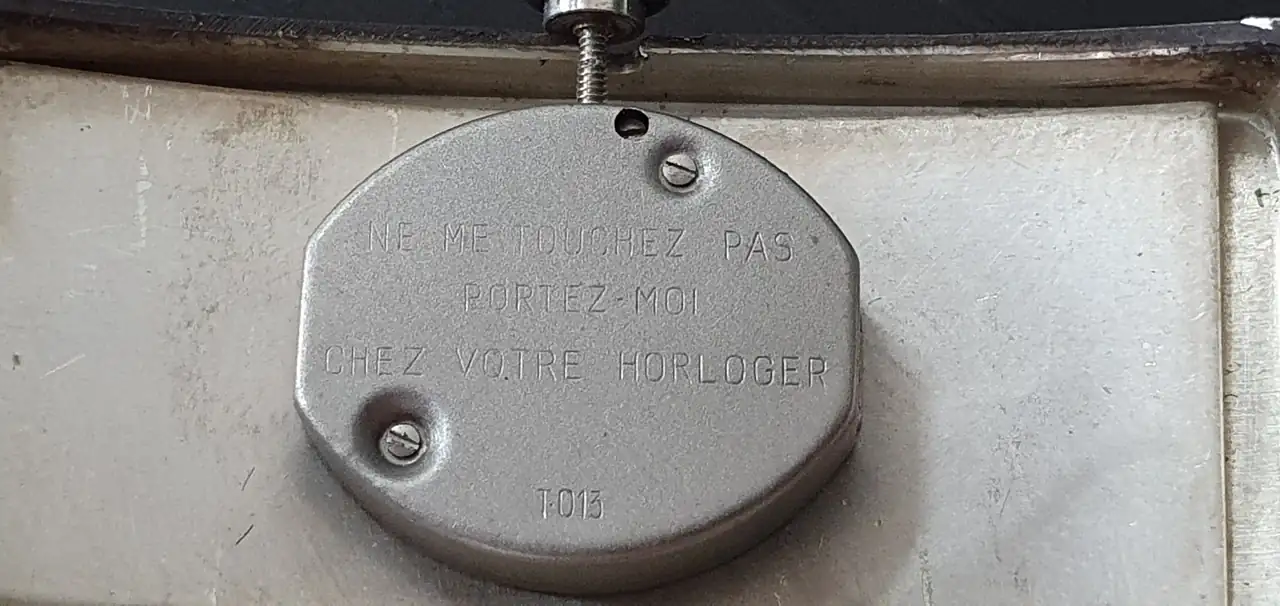 NE ME TOUCHEZ PAS
PORTEZ-MOI
CHEZ VOTRE HORLOGER
T.013